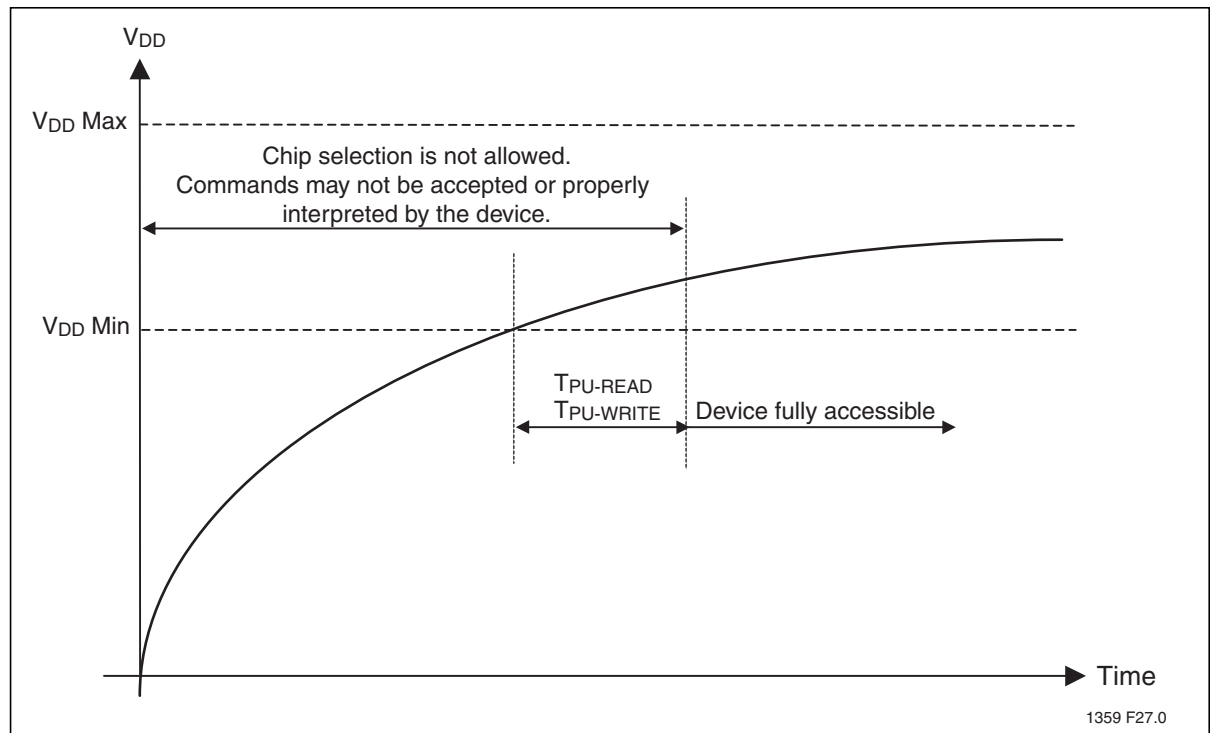 VDD
VDD Max
Chip selection is not allowed.
Commands may not be accepted or properly
interpreted by the device.
VDD Min
TPU-READ
TPU-WRITE
Device fully accessible
Time
1359 F27.0